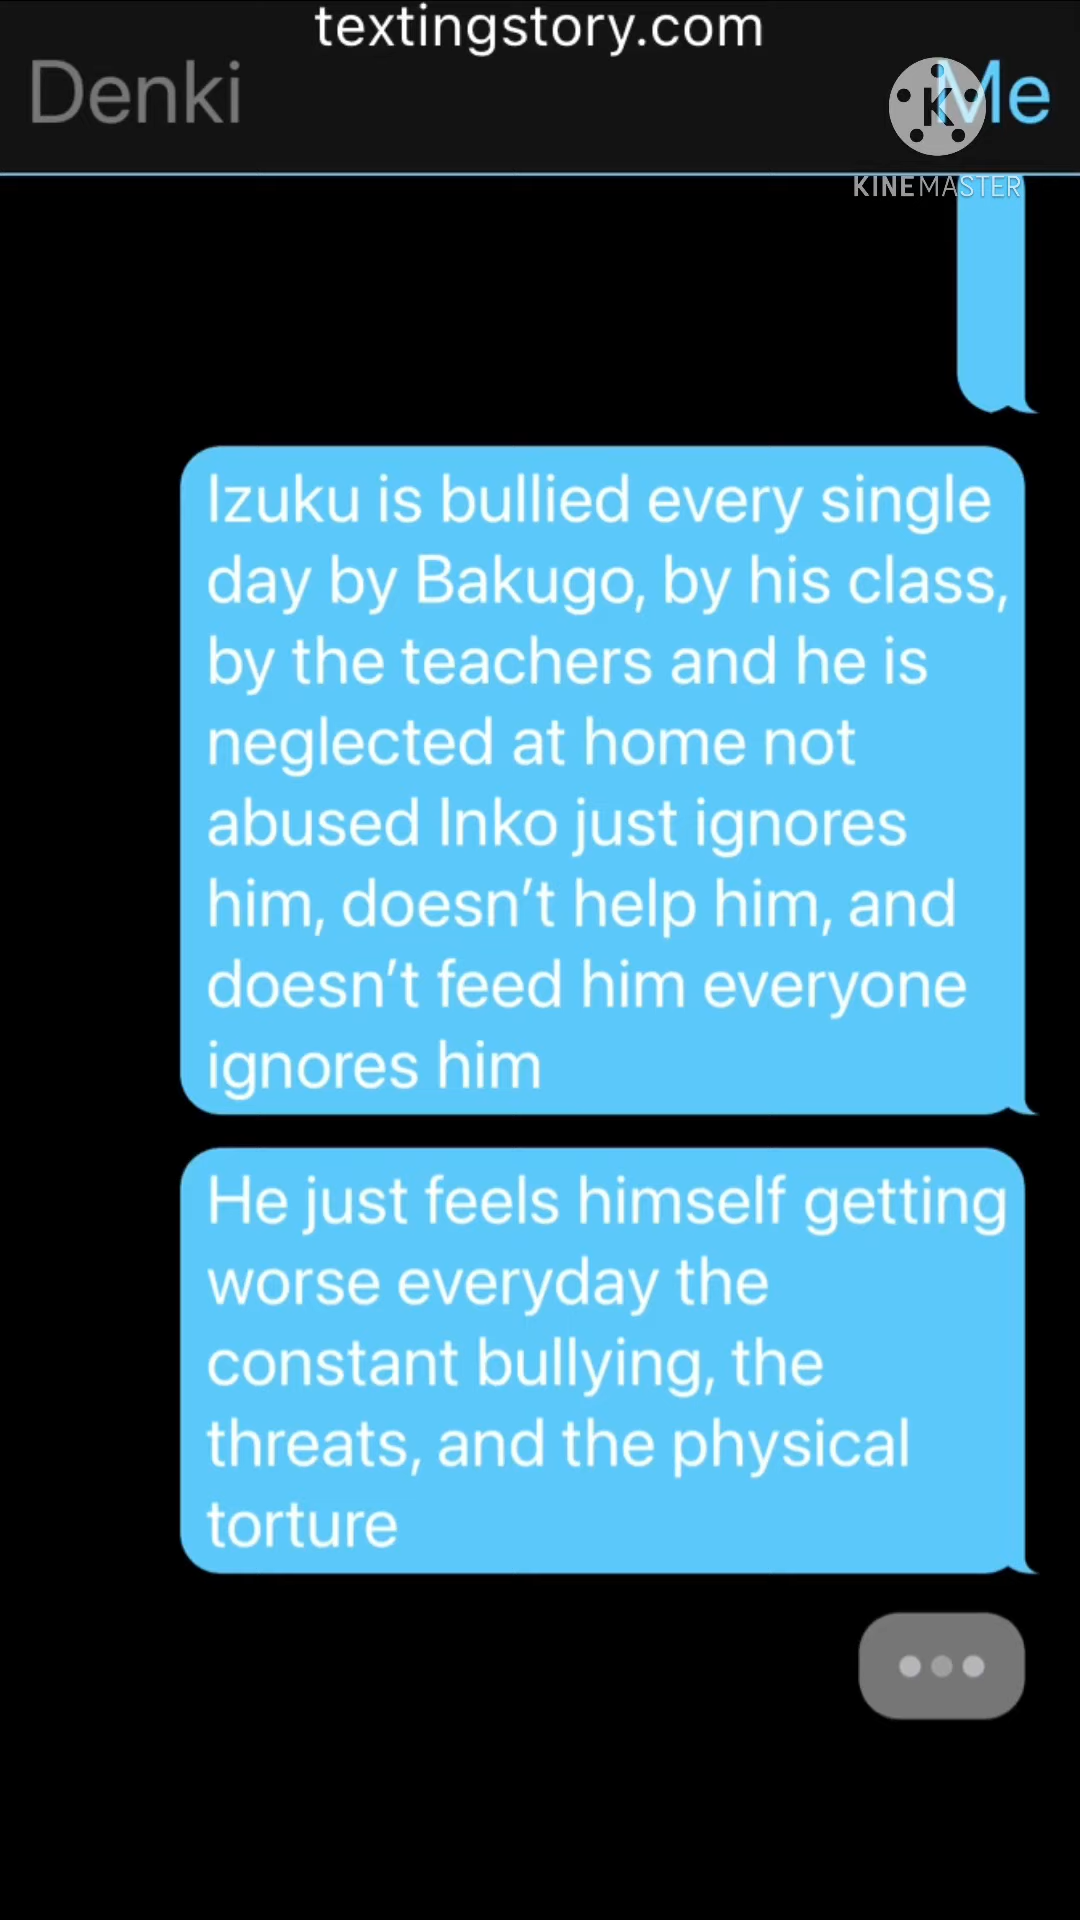 textingstory.com
Denki
Me
K
KINEMASTER
Izuku is bullied every single
day by Bakugo, by his class,
by the teachers and he is
neglected at home not
abused Inko just ignores
him, doesn’t help him, and
doesn’t feed him everyone
ignores him
He just feels himself getting
worse everyday the
constant bullying, the
threats, and the physical
torture